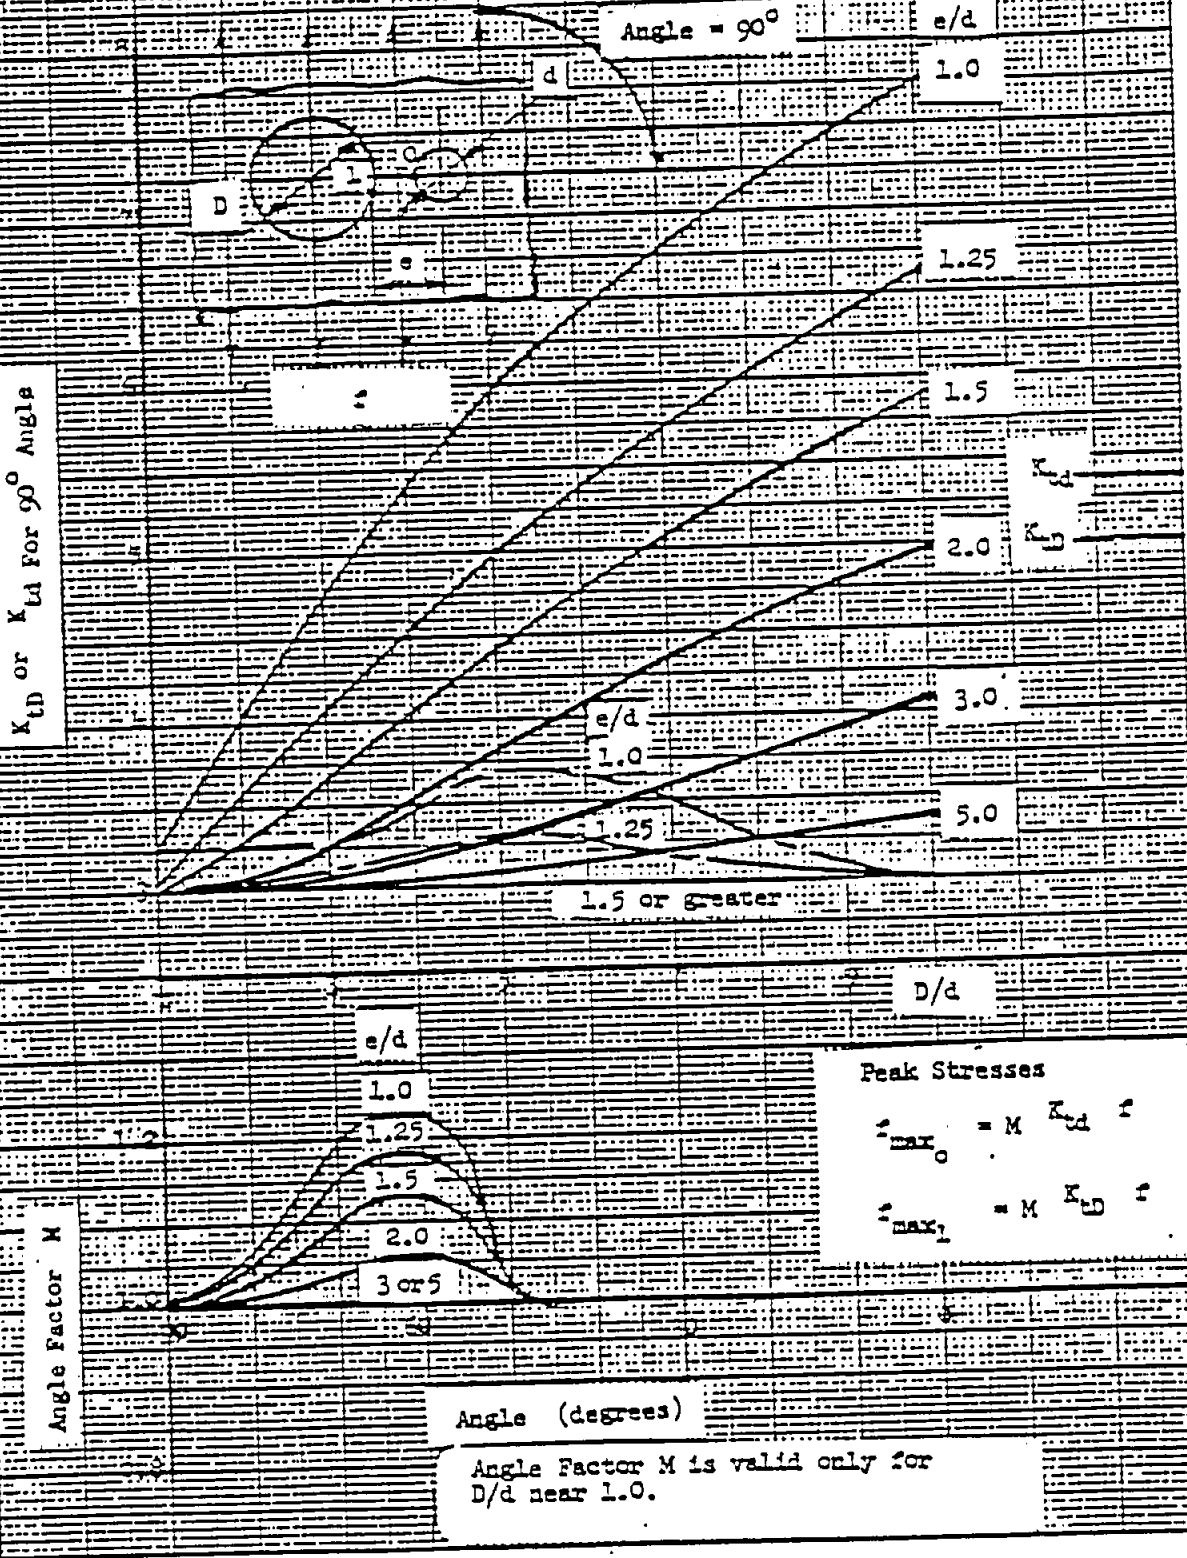 Angle = 90°
e/d
1.0
d
D
1
o
e
1.25
f
1.5
K_tD or K_td For 90° Angle
K_td
K_tD
2.0
3.0
e/d
1.0
1.25
5.0
1.5 or greater
D/d
e/d
1.0
1.25
1.5
2.0
3 or 5
Peak Stresses
f_max_o = M K_td f
f_max_1 = M K_tD f
Angle Factor M
Angle (degrees)
Angle Factor M is valid only for
D/d near 1.0.